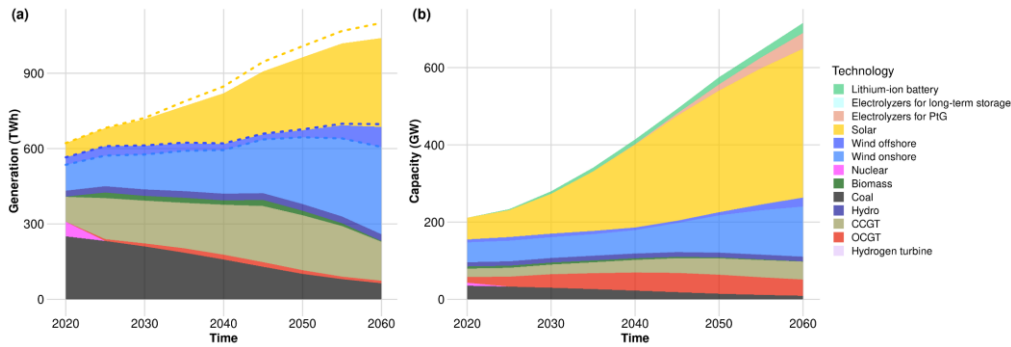 (a)
Generation (TWh)
900
600
300
0
2020
2030
2040
2050
2060
Time
(b)
Capacity (GW)
600
400
200
0
2020
2030
2040
2050
2060
Time
Technology
Lithium-ion battery
Electrolyzers for long-term storage
Electrolyzers for PtG
Solar
Wind offshore
Wind onshore
Nuclear
Biomass
Coal
Hydro
CCGT
OCGT
Hydrogen turbine